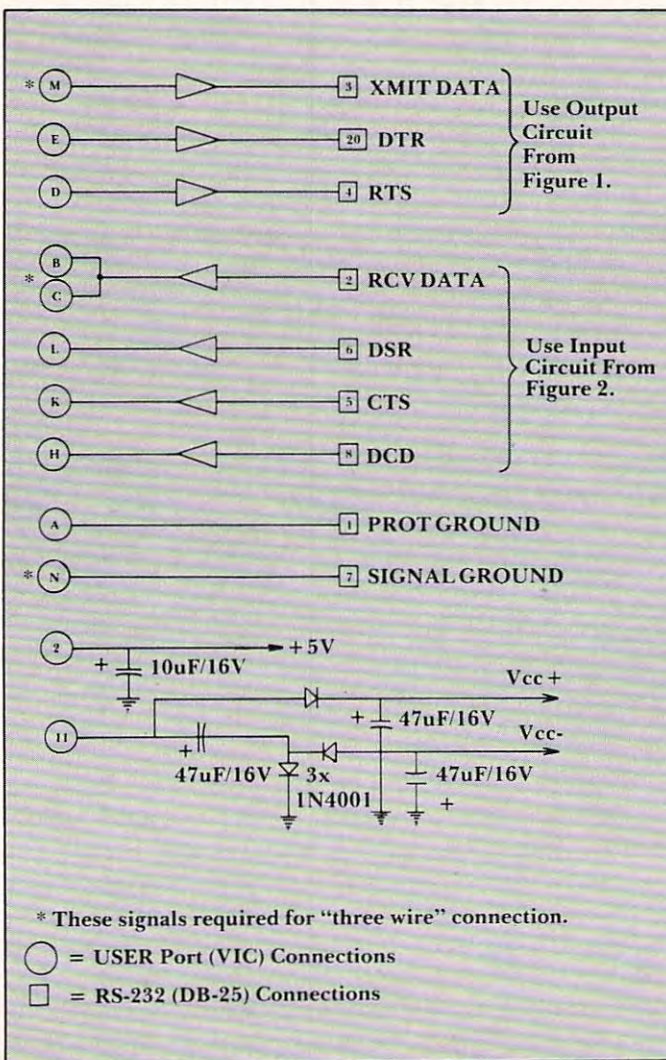 * M 3 XMIT DATA
E 20 DTR
D 4 RTS
Use Output
Circuit
From
Figure 1.
B
* C
2 RCV DATA
L 6 DSR
K 5 CTS
H 8 DCD
Use Input
Circuit From
Figure 2.
A 1 PROT GROUND
* N 7 SIGNAL GROUND
2 +5V
+ 10uF/16V
Vcc+
+ 47uF/16V
11
Vcc-
+
47uF/16V 3x
1N4001
47uF/16V
+
* These signals required for “three wire” connection.
= USER Port (VIC) Connections
= RS-232 (DB-25) Connections